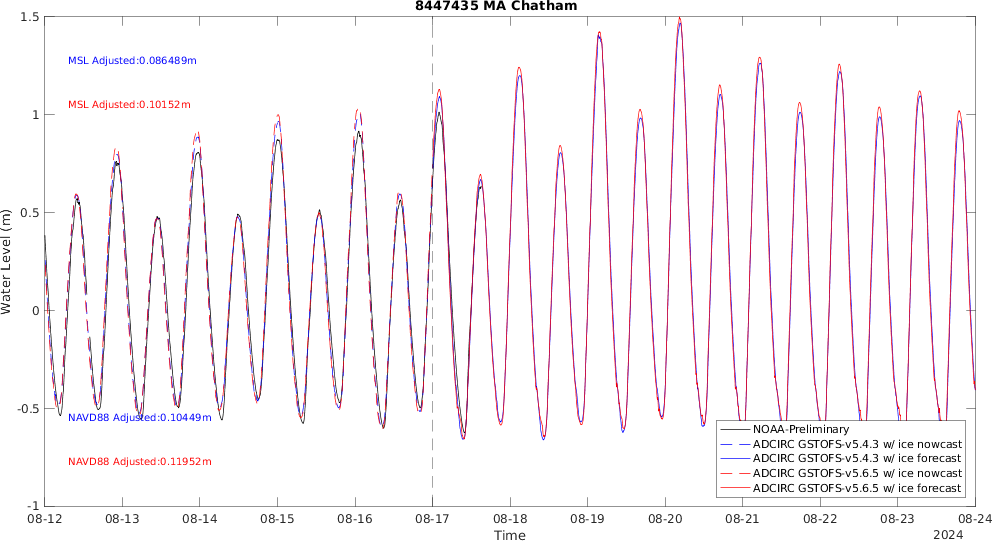 8447435 MA Chatham
1.5
MSL Adjusted:0.086489m
MSL Adjusted:0.10152m
1
0.5
Water Level (m)
0
-0.5
NAVD88 Adjusted:0.10449m
NAVD88 Adjusted:0.11952m
NOAA-Preliminary
ADCIRC GSTOFS-v5.4.3 w/ ice nowcast
ADCIRC GSTOFS-v5.4.3 w/ ice forecast
ADCIRC GSTOFS-v5.6.5 w/ ice nowcast
ADCIRC GSTOFS-v5.6.5 w/ ice forecast
-1
08-12 08-13 08-14 08-15 08-16 08-17 08-18 08-19 08-20 08-21 08-22 08-23 08-24
Time
2024